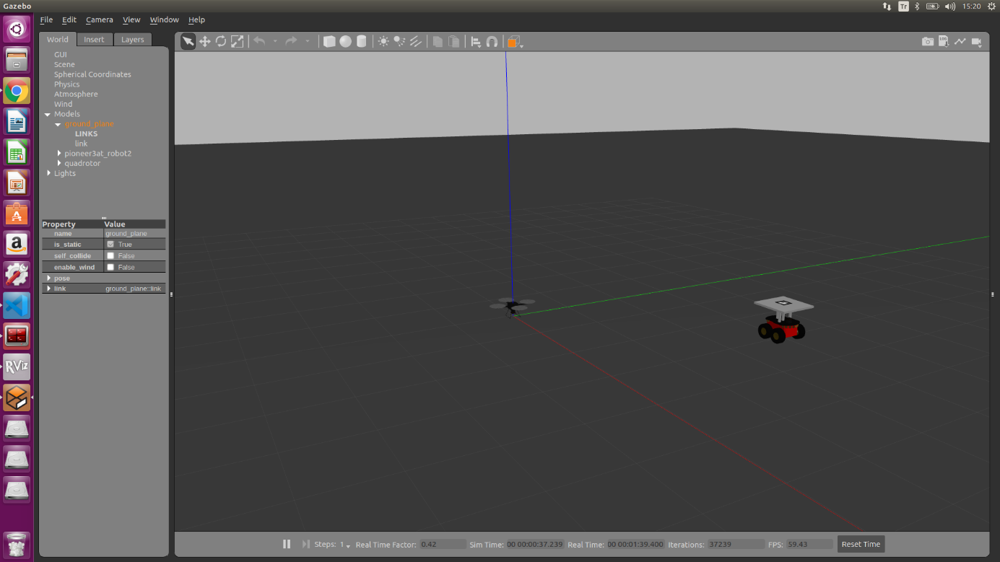 Gazebo
Tr
15:20
File Edit Camera View Window Help
World Insert Layers
GUI
Scene
Spherical Coordinates
Physics
Atmosphere
Wind
Models
ground_plane
LINKS
link
pioneer3at_robot2
quadrotor
Lights
Property Value
name ground_plane
is_static True
self_collide False
enable_wind False
pose
link ground_plane::link
LOG
A
a
RViz
Steps: 1 Real Time Factor: 0.42 Sim Time: 00 00:00:37.239 Real Time: 00 00:01:39.400 Iterations: 37239 FPS: 59.43 Reset Time